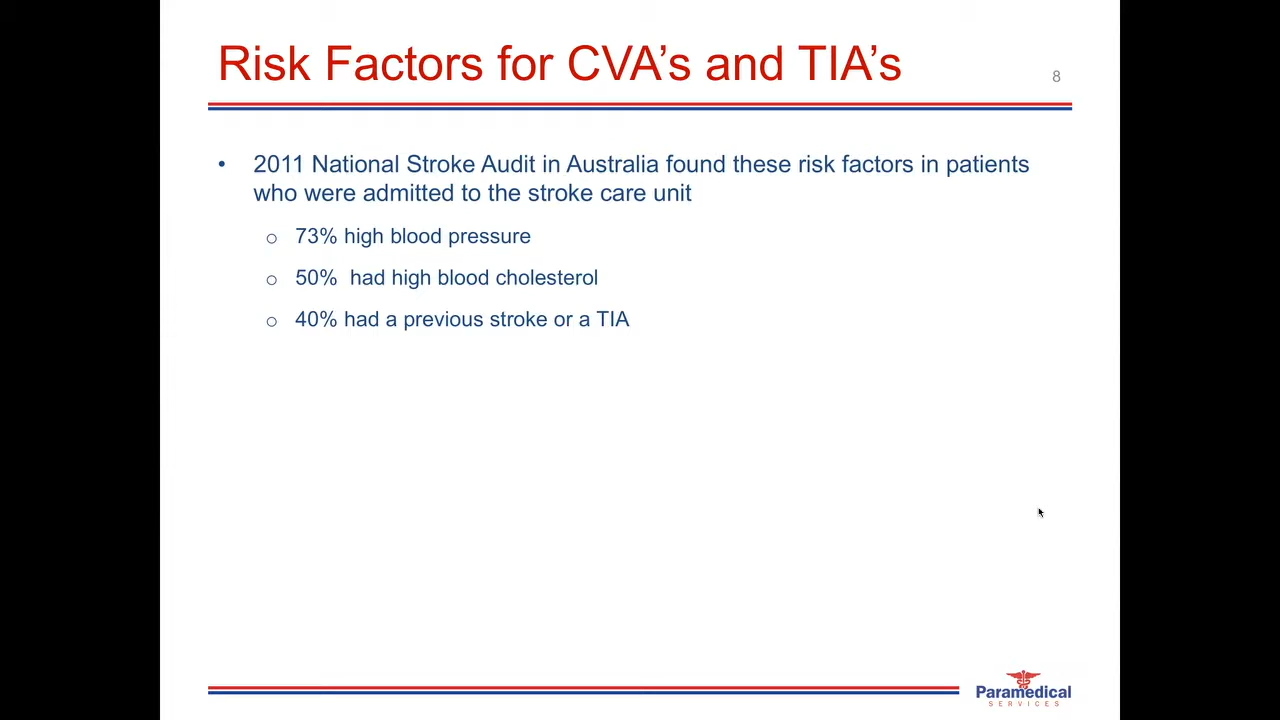 Risk Factors for CVA’s and TIA’s
8
• 2011 National Stroke Audit in Australia found these risk factors in patients
who were admitted to the stroke care unit
o 73% high blood pressure
o 50%  had high blood cholesterol
o 40% had a previous stroke or a TIA
Paramedical
SERVICES